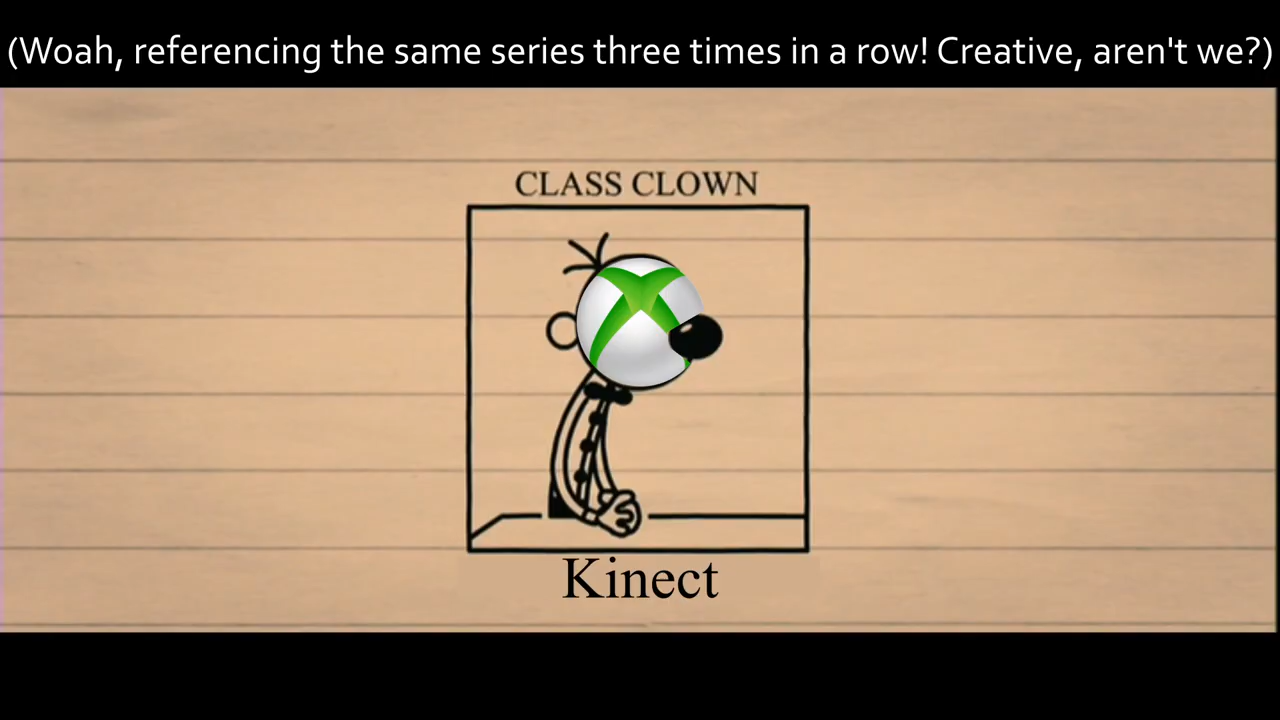 (Woah, referencing the same series three times in a row! Creative, aren't we?)
CLASS CLOWN
Kinect